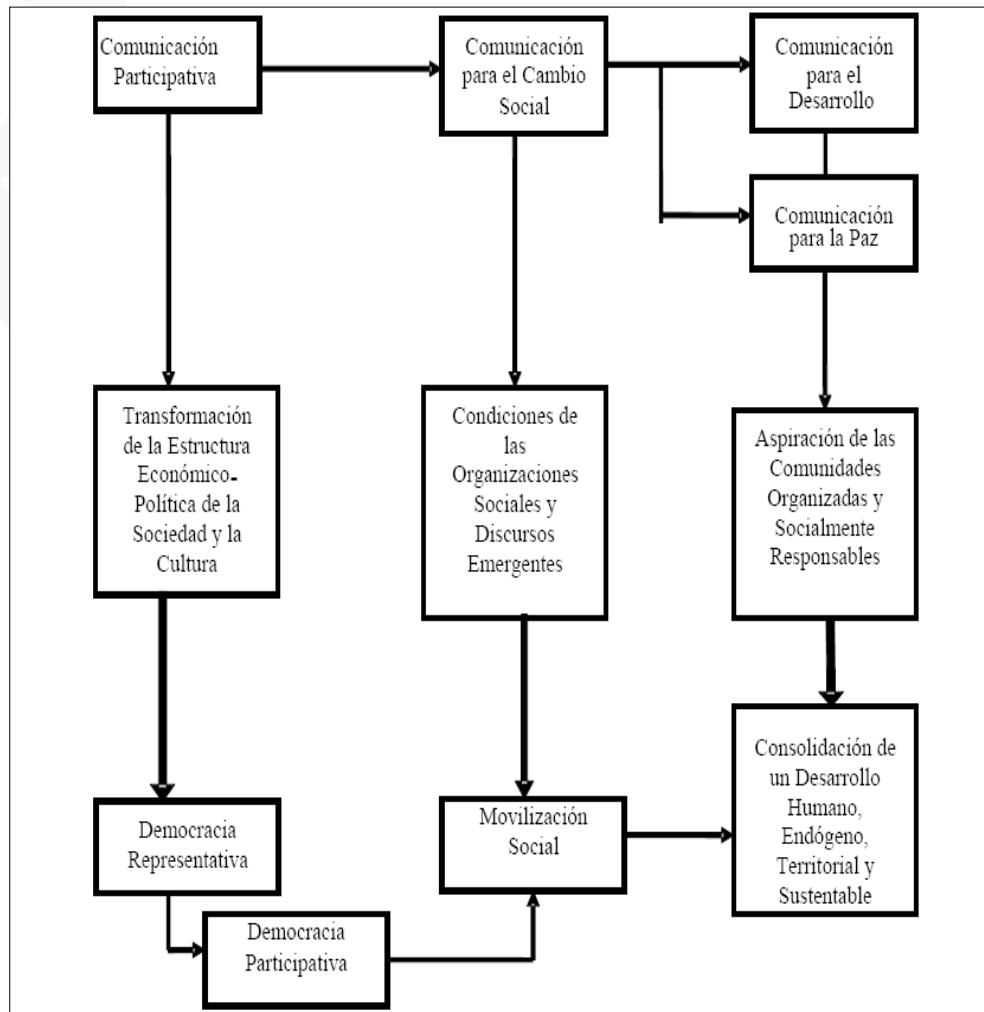 Comunicación
Participativa
Comunicación
para el Cambio
Social
Comunicación
para el
Desarrollo
Comunicación
para la Paz
Transformación
de la Estructura
Económico-
Política de la
Sociedad y la
Cultura
Condiciones de
las
Organizaciones
Sociales y
Discursos
Emergentes
Aspiración de las
Comunidades
Organizadas y
Socialmente
Responsables
Democracia
Representativa
Movilización
Social
Consolidación de
un Desarrollo
Humano,
Endógeno,
Territorial y
Sustentable
Democracia
Participativa